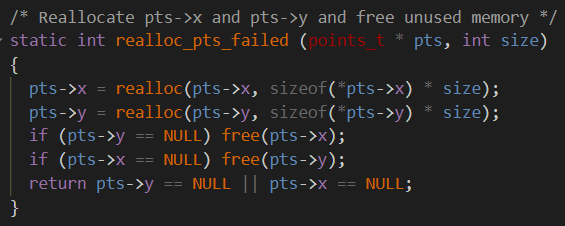 /* Reallocate pts->x and pts->y and free unused memory */
static int realloc_pts_failed (points_t * pts, int size)
{
pts->x = realloc(pts->x, sizeof(*pts->x) * size);
pts->y = realloc(pts->y, sizeof(*pts->y) * size);
if (pts->y == NULL) free(pts->x);
if (pts->x == NULL) free(pts->y);
return pts->y == NULL || pts->x == NULL;
}